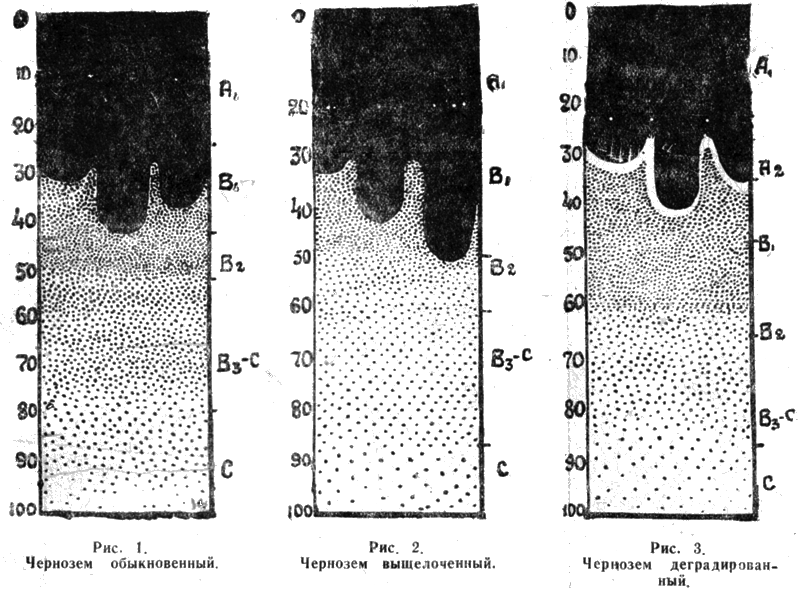 0
10
20
30
40
50
60
70
80
90
100
A₁
B₁
B₂
B₃-C
C
Рис. 1.
Чернозем обыкновенный.
0
10
20
30
40
50
60
70
80
90
100
A₁
B₁
B₂
B₃-C
C
Рис. 2.
Чернозем выщелоченный.
0
10
20
30
40
50
60
70
80
90
100
A₁
A₂
B₁
B₂
B₃-C
C
Рис. 3.
Чернозем деградирован-
ный.